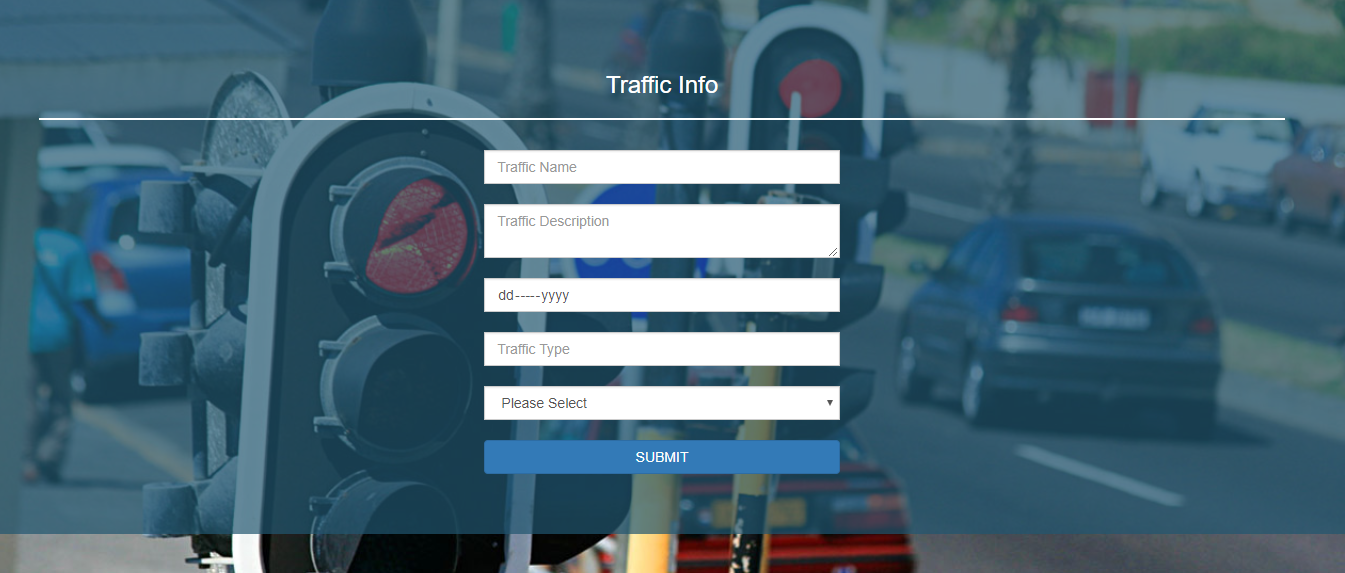 Traffic Info
Traffic Name
Traffic Description
dd-----yyyy
Traffic Type
Please Select
SUBMIT